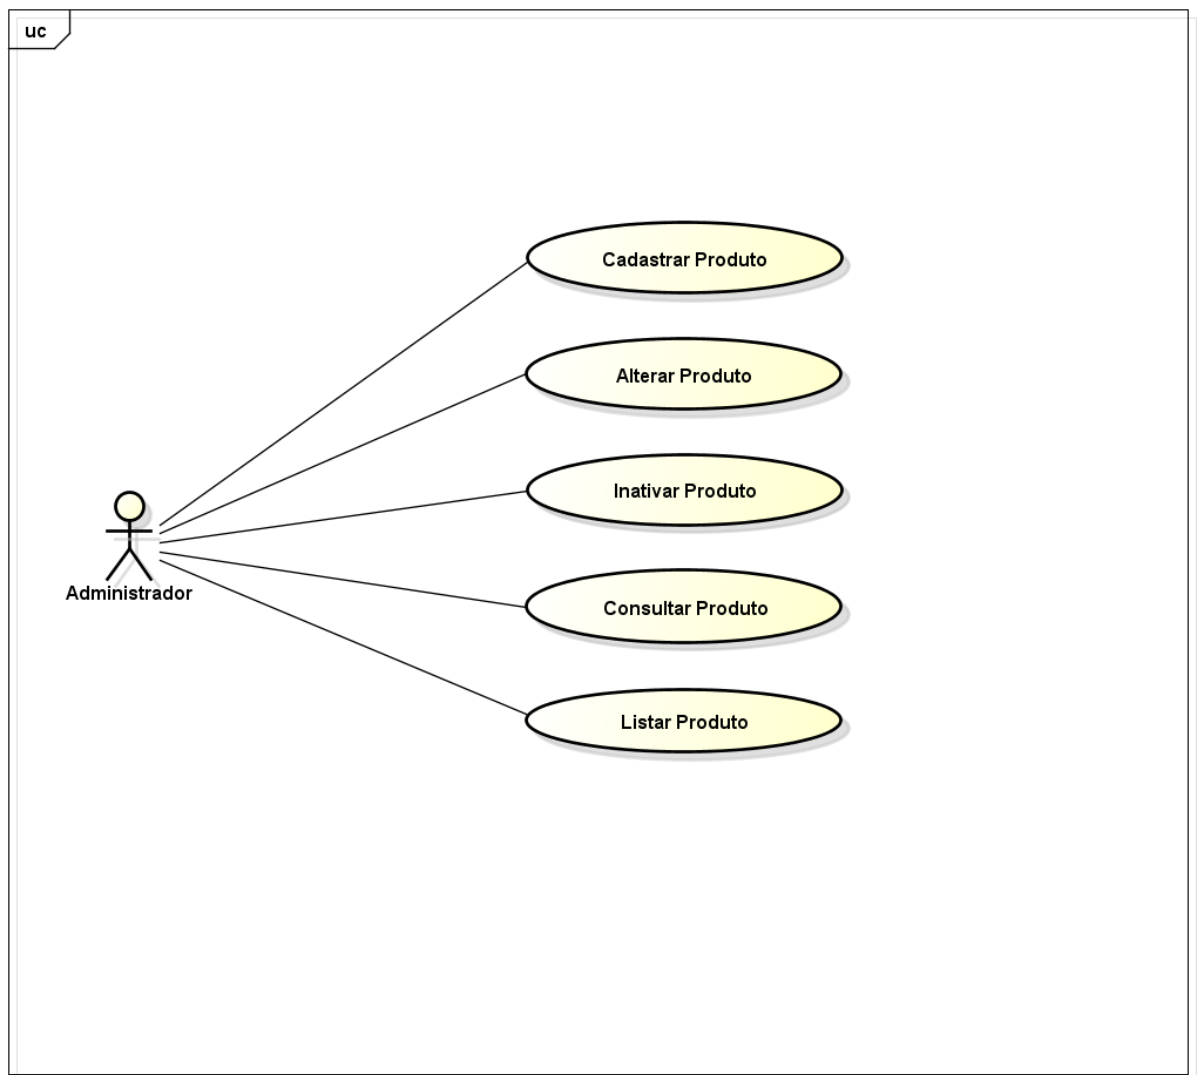 uc
Cadastrar Produto
Alterar Produto
Inativar Produto
Administrador
Consultar Produto
Listar Produto